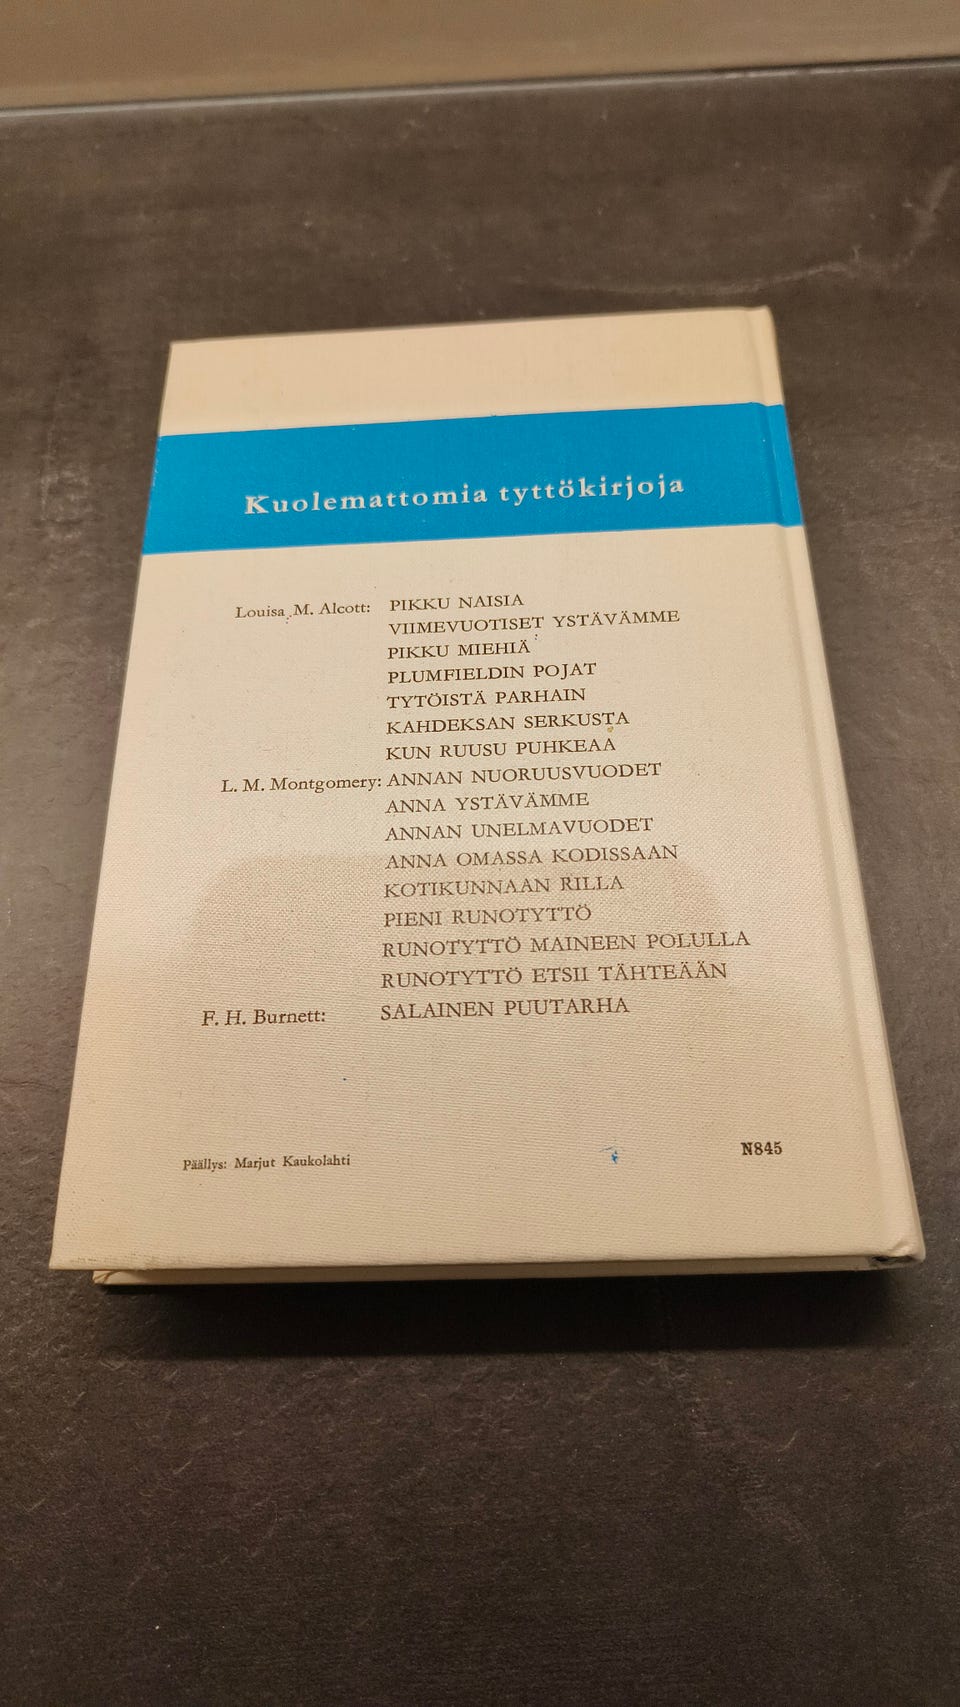 Kuolemattomia tyttökirjoja
Louisa M. Alcott: PIKKU NAISIA
VIIMEVUOTISET YSTÄVÄMME
PIKKU MIEHIÄ
PLUMFIELDIN POJAT
TYTÖISTÄ PARHAIN
KAHDEKSAN SERKUSTA
KUN RUUSU PUHKEAA
L. M. Montgomery: ANNAN NUORUUSVUODET
ANNA YSTÄVÄMME
ANNAN UNELMAVUODET
ANNA OMASSA KODISSAAN
KOTIKUNNAAN RILLA
PIENI RUNOTYTTÖ
RUNOTYTTÖ MAINEEN POLULLA
RUNOTYTTÖ ETSII TÄHTEÄÄN
F. H. Burnett: SALAINEN PUUTARHA
Päällys: Marjut Kaukolahti N845